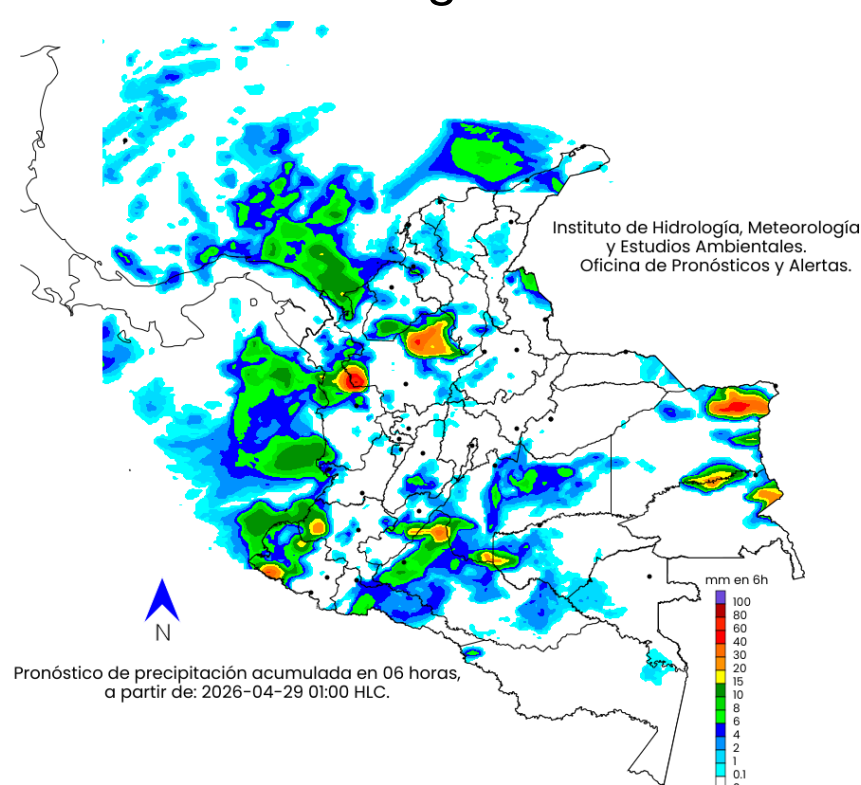 Instituto de Hidrología, Meteorología
y Estudios Ambientales.
Oficina de Pronósticos y Alertas.
N
Pronóstico de precipitación acumulada en 06 horas,
a partir de: 2026-04-29 01:00 HLC.
mm en 6h
100
80
60
40
30
20
15
10
8
6
4
2
1
0.1